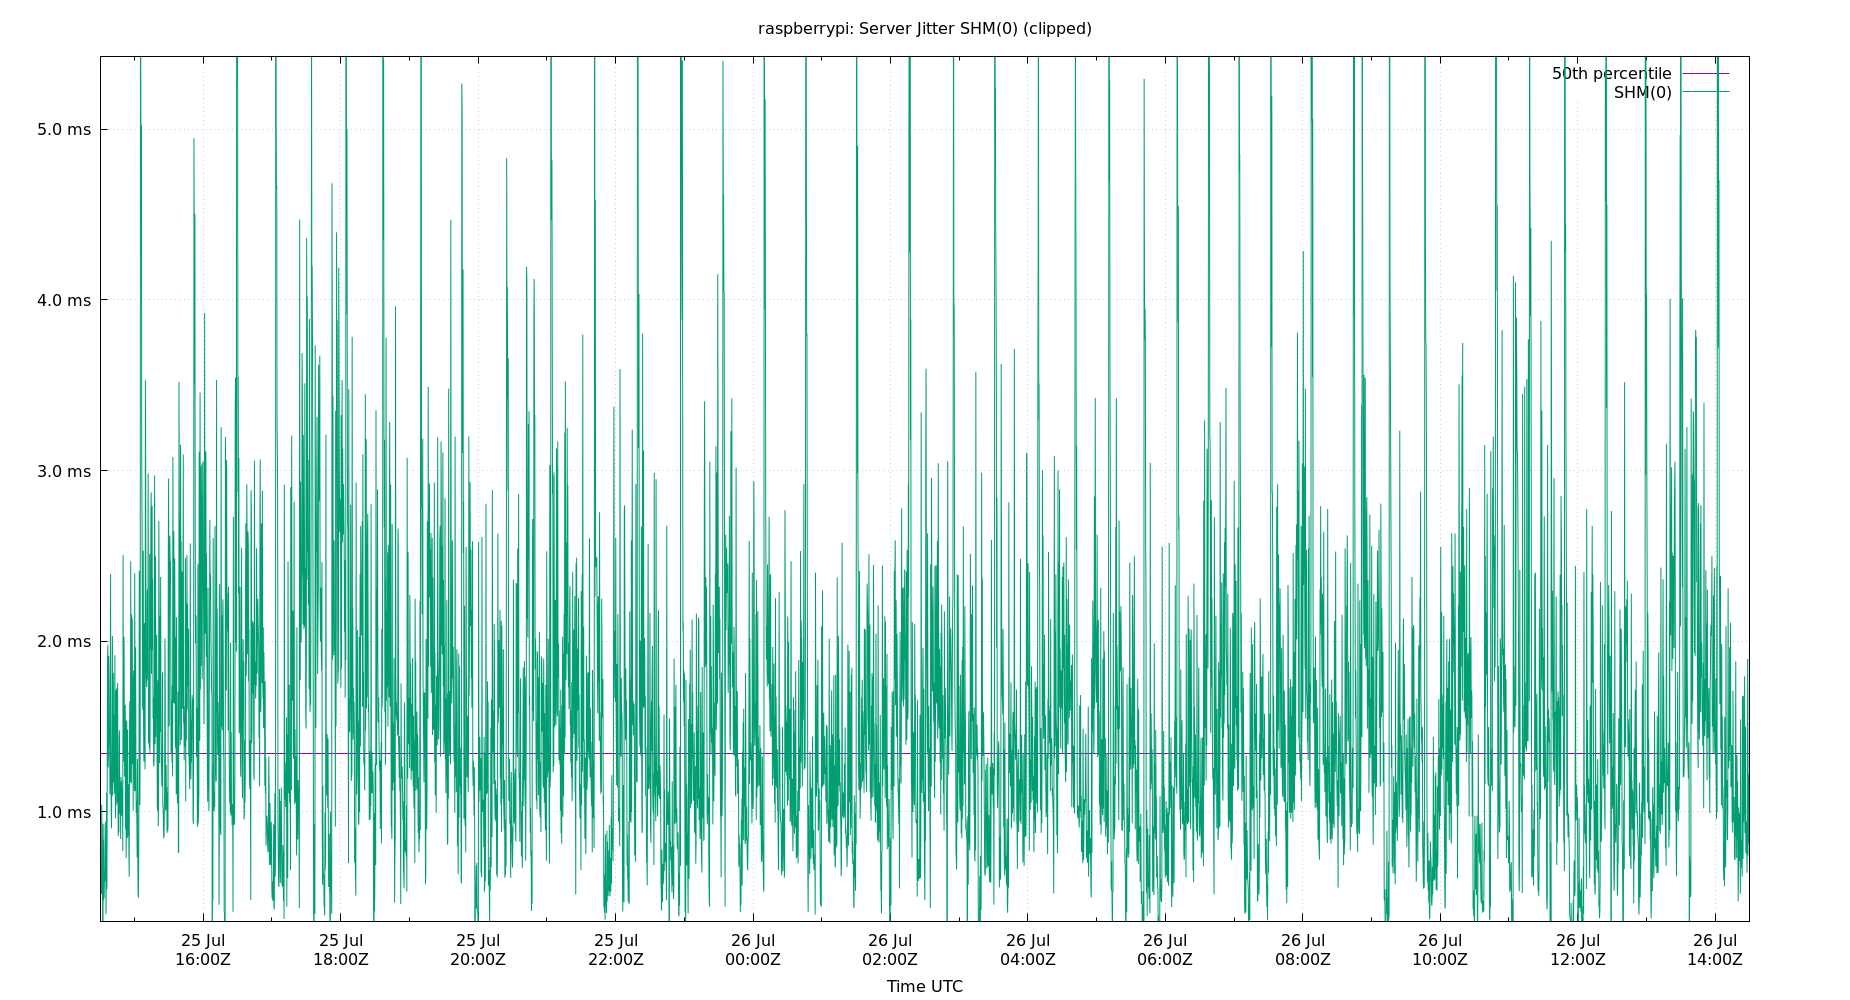 raspberrypi: Server Jitter SHM(0) (clipped)
50th percentile
SHM(0)
5.0 ms
4.0 ms
3.0 ms
2.0 ms
1.0 ms
25 Jul 25 Jul 25 Jul 25 Jul 26 Jul 26 Jul 26 Jul 26 Jul 26 Jul 26 Jul 26 Jul 26 Jul
16:00Z 18:00Z 20:00Z 22:00Z 00:00Z 02:00Z 04:00Z 06:00Z 08:00Z 10:00Z 12:00Z 14:00Z
Time UTC